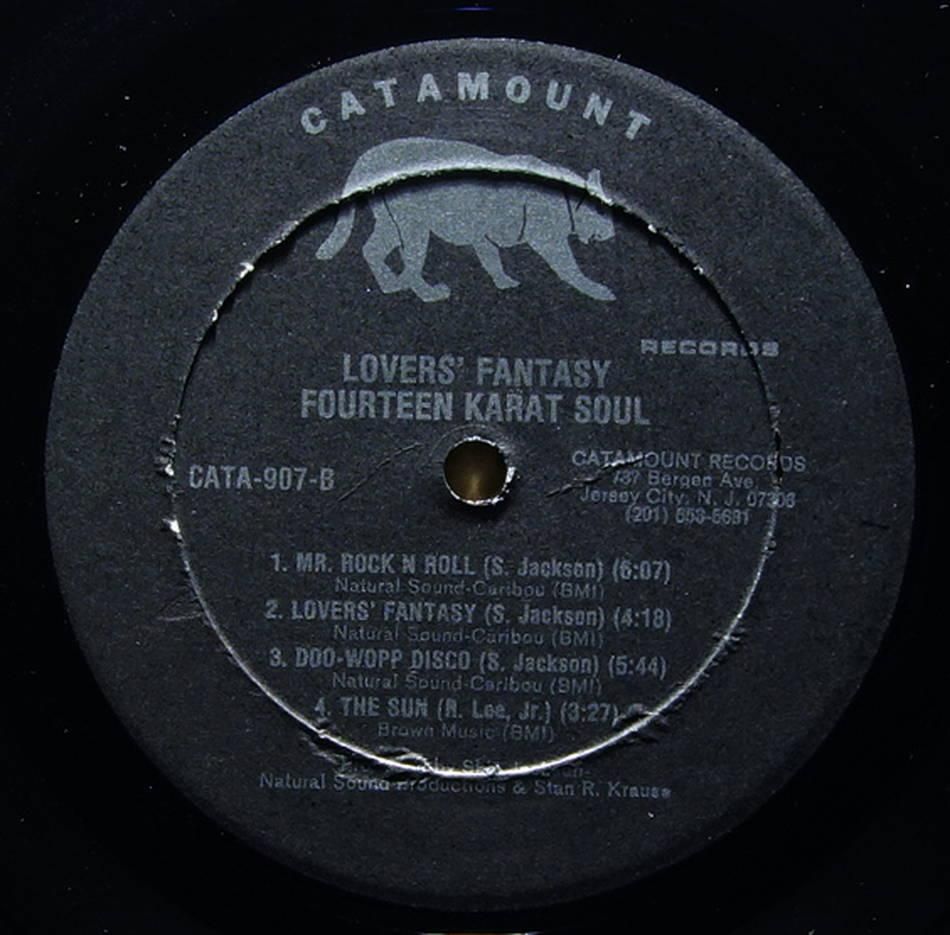 CATAMOUNT
RECORDS
LOVERS' FANTASY
FOURTEEN KARAT SOUL
CATA-907-B
CATAMOUNT RECORDS
737 Bergen Ave.
Jersey City, N. J. 07306
(201) 653-5631
1. MR. ROCK N ROLL (S. Jackson) (6:07)
Natural Sound-Caribou (BMI)
2. LOVERS' FANTASY (S. Jackson) (4:18)
Natural Sound-Caribou (BMI)
3. DOO-WOPP DISCO (S. Jackson) (5:44)
Natural Sound-Caribou (BMI)
4. THE SUN (R. Lee, Jr.) (3:27)
Brown Music (BMI)
Natural Sound Productions & Stan R. Krause